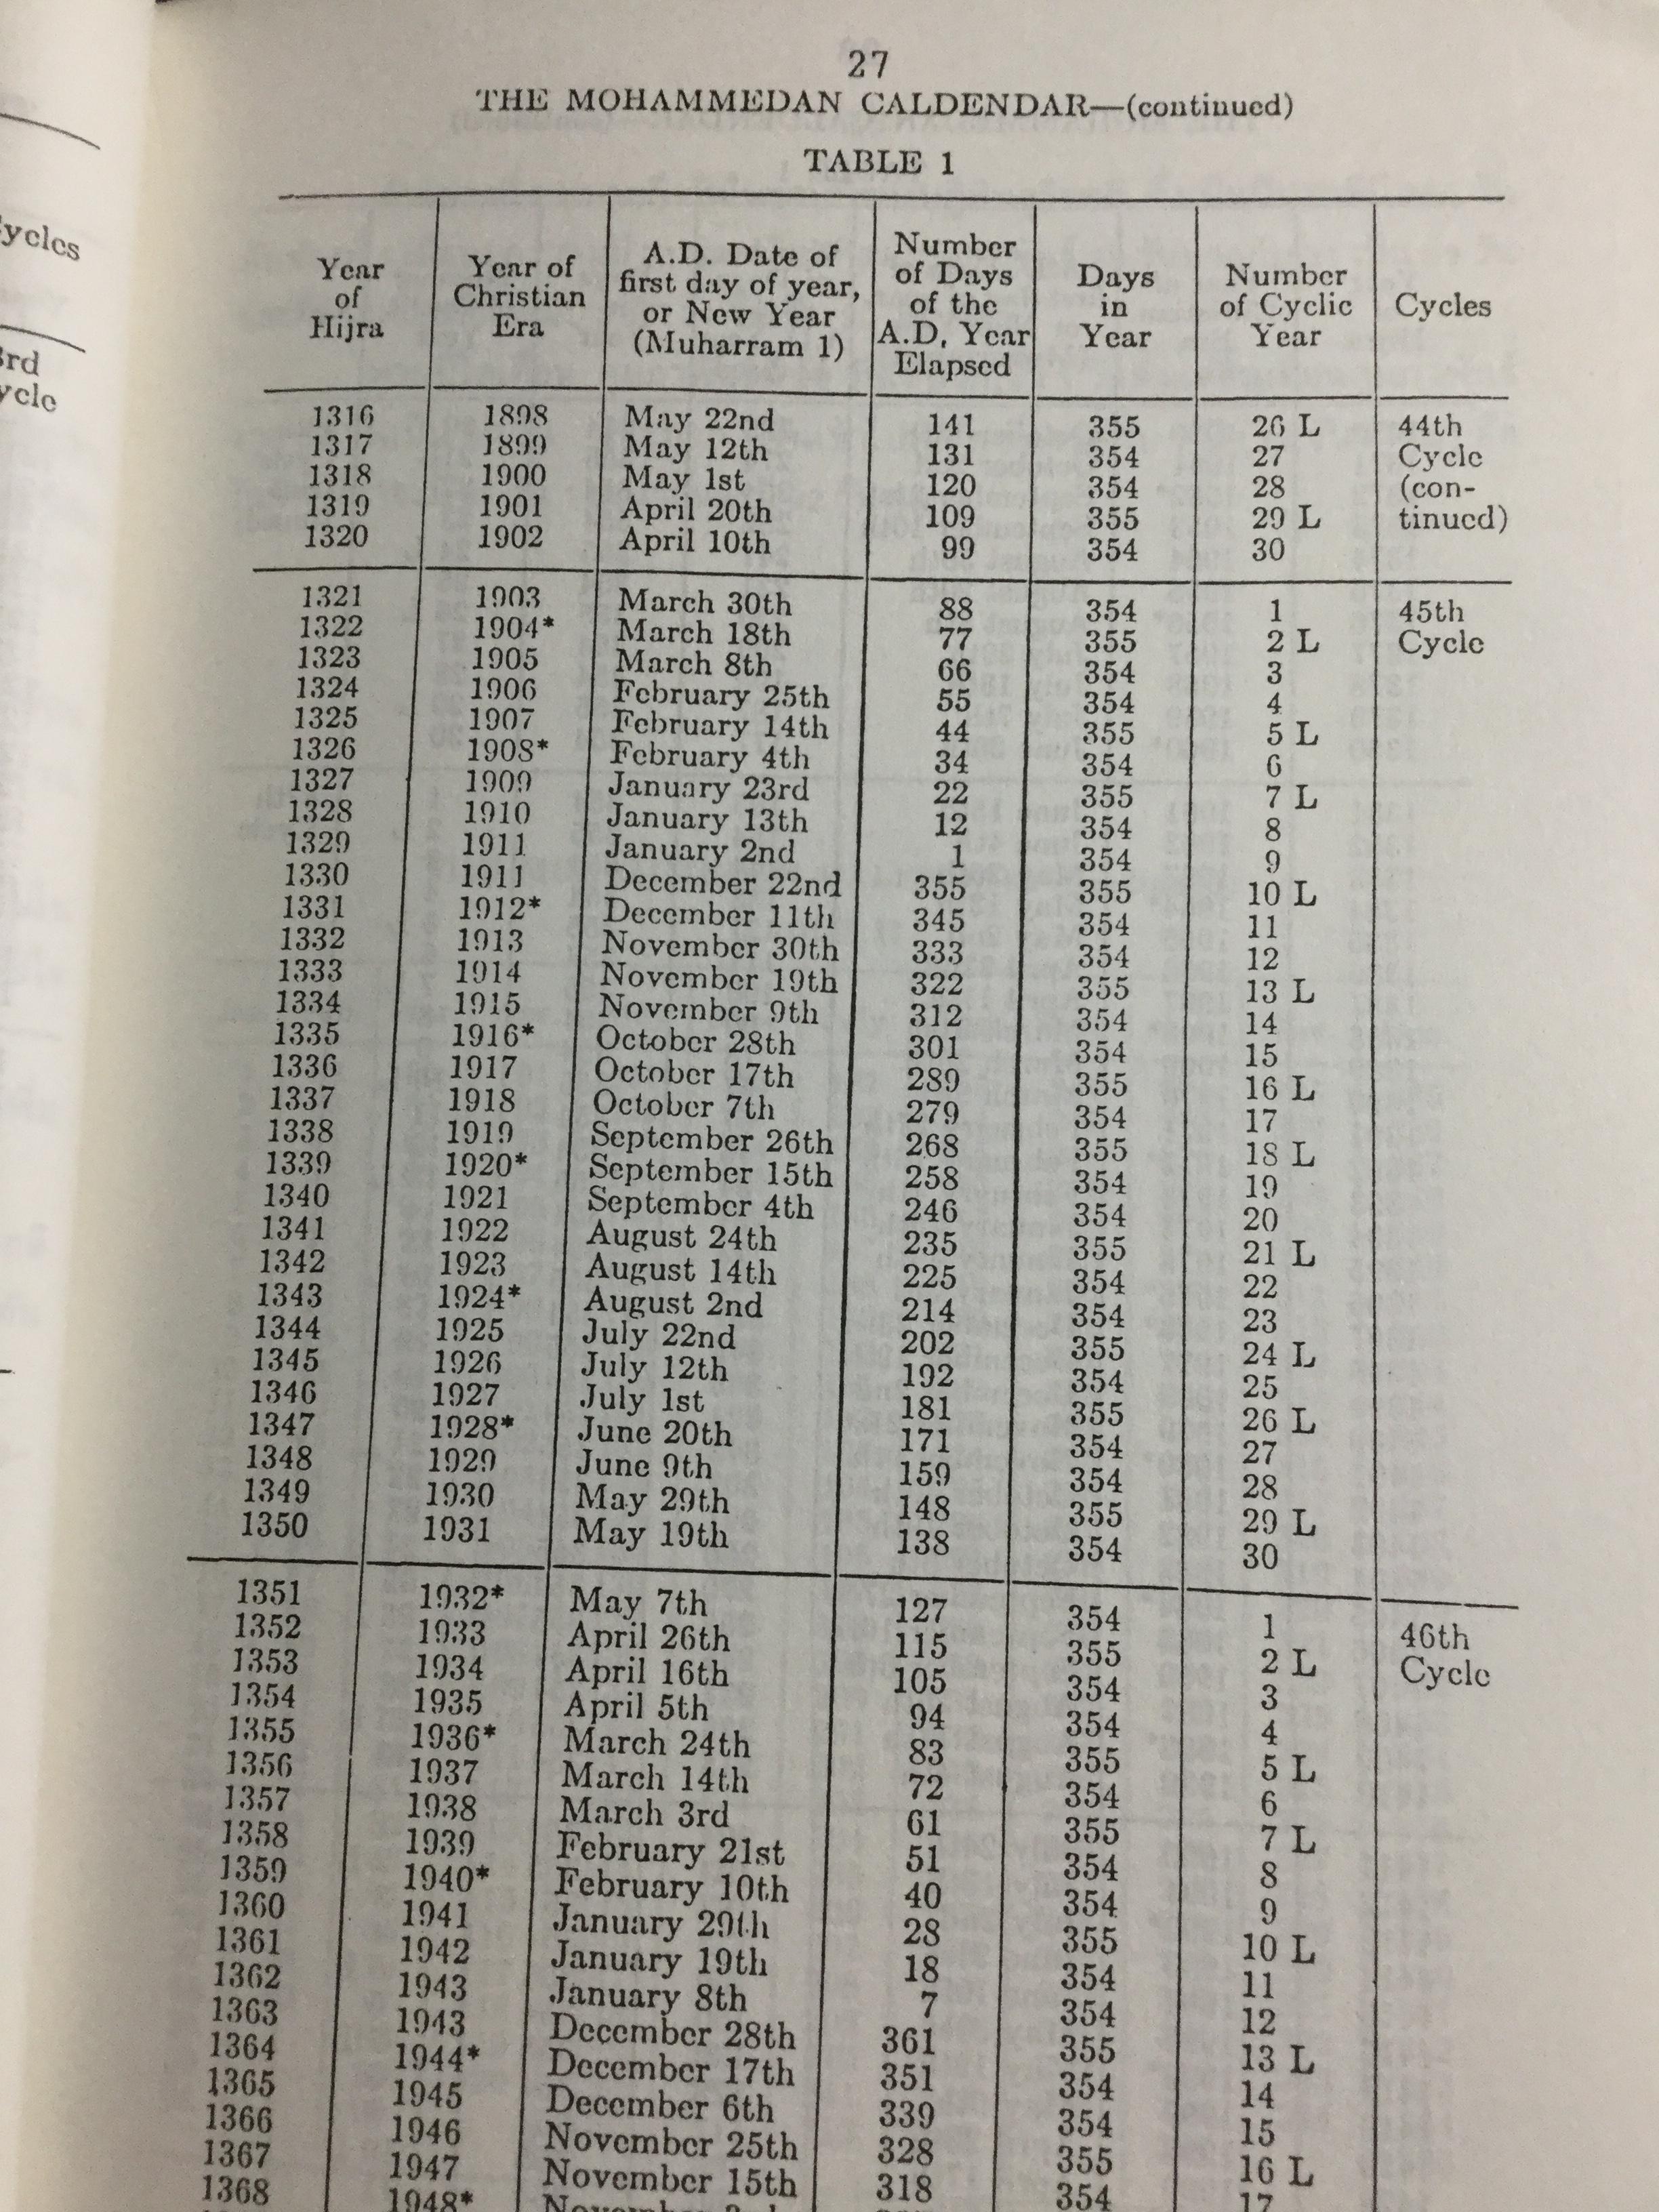 ycles
3rd
ycle
27
THE MOHAMMEDAN CALDENDAR—(continued)
TABLE 1
Year of Hijra | Year of Christian Era | A.D. Date of first day of year, or New Year (Muharram 1) | Number of Days of the A.D. Year Elapsed | Days in Year | Number of Cyclic Year | Cycles
1316 1898 May 22nd 141 355 26 L 44th
1317 1899 May 12th 131 354 27 Cycle
1318 1900 May 1st 120 354 28 (con-
1319 1901 April 20th 109 355 29 L tinued)
1320 1902 April 10th 99 354 30
1321 1903 March 30th 88 354 1 45th
1322 1904* March 18th 77 355 2 L Cycle
1323 1905 March 8th 66 354 3
1324 1906 February 25th 55 354 4
1325 1907 February 14th 44 355 5 L
1326 1908* February 4th 34 354 6
1327 1909 January 23rd 22 355 7 L
1328 1910 January 13th 12 354 8
1329 1911 January 2nd 1 354 9
1330 1911 December 22nd 355 355 10 L
1331 1912* December 11th 345 354 11
1332 1913 November 30th 333 354 12
1333 1914 November 19th 322 355 13 L
1334 1915 November 9th 312 354 14
1335 1916* October 28th 301 354 15
1336 1917 October 17th 289 355 16 L
1337 1918 October 7th 279 354 17
1338 1919 September 26th 268 355 18 L
1339 1920* September 15th 258 354 19
1340 1921 September 4th 246 354 20
1341 1922 August 24th 235 355 21 L
1342 1923 August 14th 225 354 22
1343 1924* August 2nd 214 354 23
1344 1925 July 22nd 202 355 24 L
1345 1926 July 12th 192 354 25
1346 1927 July 1st 181 355 26 L
1347 1928* June 20th 171 354 27
1348 1929 June 9th 159 354 28
1349 1930 May 29th 148 355 29 L
1350 1931 May 19th 138 354 30
1351 1932* May 7th 127 354 1 46th
1352 1933 April 26th 115 355 2 L Cycle
1353 1934 April 16th 105 354 3
1354 1935 April 5th 94 354 4
1355 1936* March 24th 83 355 5 L
1356 1937 March 14th 72 354 6
1357 1938 March 3rd 61 355 7 L
1358 1939 February 21st 51 354 8
1359 1940* February 10th 40 354 9
1360 1941 January 29th 28 355 10 L
1361 1942 January 19th 18 354 11
1362 1943 January 8th 7 354 12
1363 1943 December 28th 361 355 13 L
1364 1944* December 17th 351 354 14
1365 1945 December 6th 339 354 15
1366 1946 November 25th 328 355 16 L
1367 1947 November 15th 318 354 17
1368 1948*